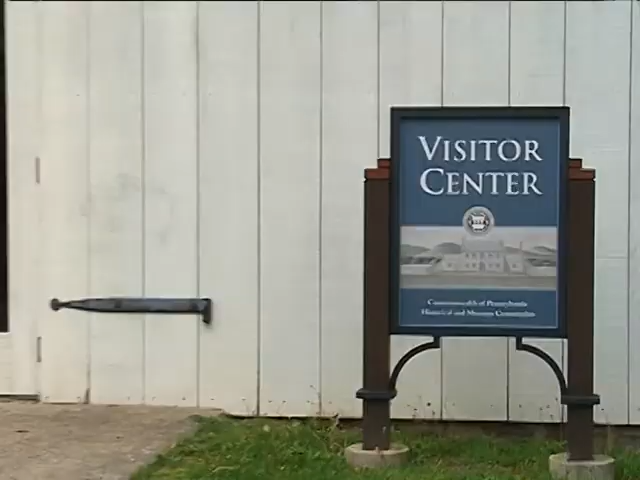 VISITOR
CENTER
Commonwealth of Pennsylvania
Historical and Museum Commission